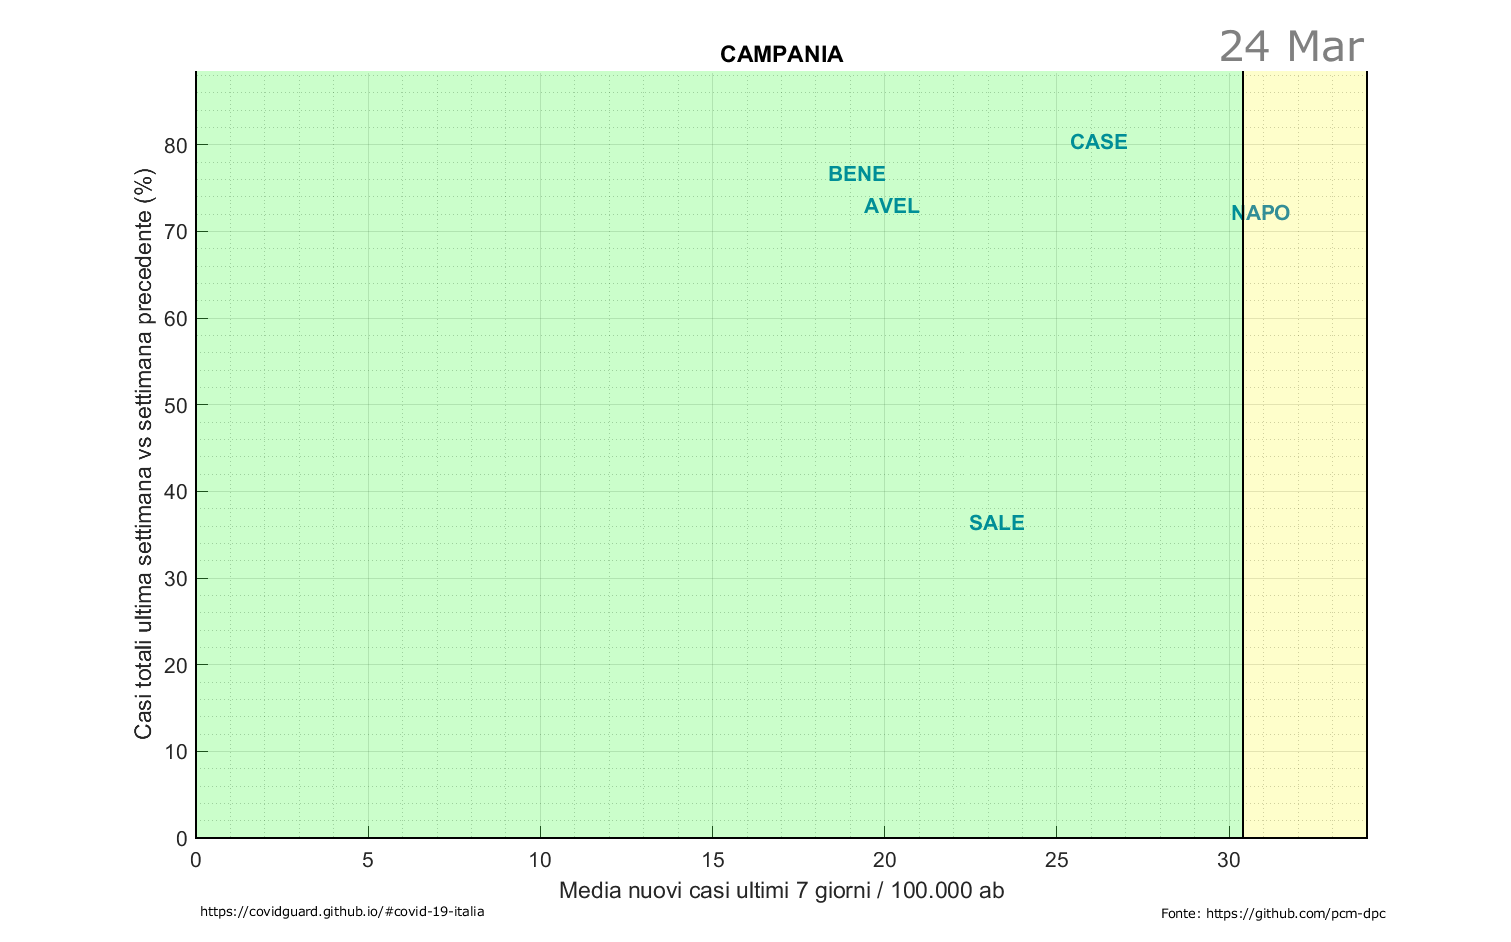 24 Mar
CAMPANIA
Casi totali ultima settimana vs settimana precedente (%)
80
70
60
50
40
30
20
10
0
CASE
BENE
AVEL
NAPO
SALE
0 5 10 15 20 25 30
Media nuovi casi ultimi 7 giorni / 100.000 ab
https://covidguard.github.io/#covid-19-italia
Fonte: https://github.com/pcm-dpc